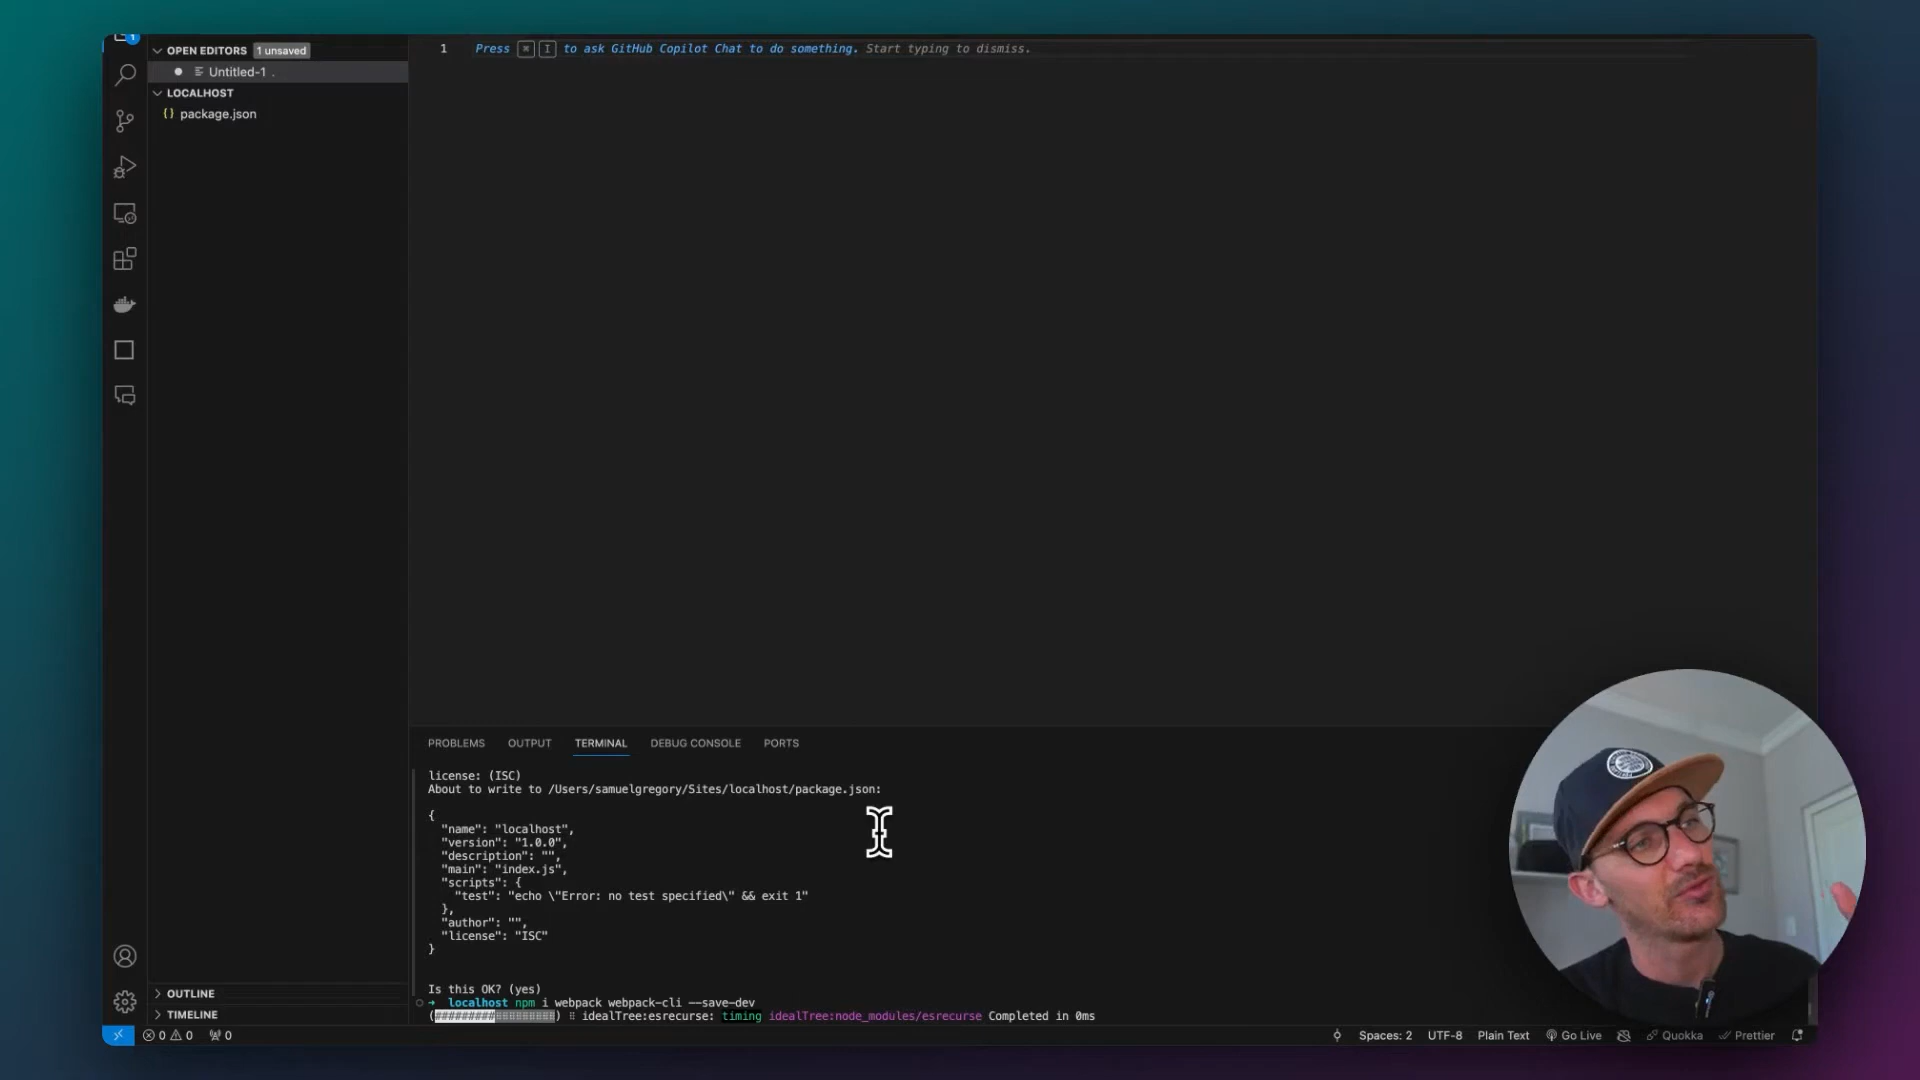 1
OPEN EDITORS 1 unsaved
Untitled-1 .
LOCALHOST
{} package.json
OUTLINE
TIMELINE
1 Press ⌘ I to ask GitHub Copilot Chat to do something. Start typing to dismiss.
PROBLEMS OUTPUT TERMINAL DEBUG CONSOLE PORTS
license: (ISC)
About to write to /Users/samuelgregory/Sites/localhost/package.json:
{
"name": "localhost",
"version": "1.0.0",
"description": "",
"main": "index.js",
"scripts": {
"test": "echo \"Error: no test specified\" && exit 1"
},
"author": "",
"license": "ISC"
}
Is this OK? (yes)
➜ localhost npm i webpack webpack-cli --save-dev
(#########⠂⠂⠂⠂⠂⠂⠂⠂⠂) ⠸ idealTree:esrecurse: timing idealTree:node_modules/esrecurse Completed in 0ms
0 0 0 Spaces: 2 UTF-8 Plain Text Go Live Quokka Prettier